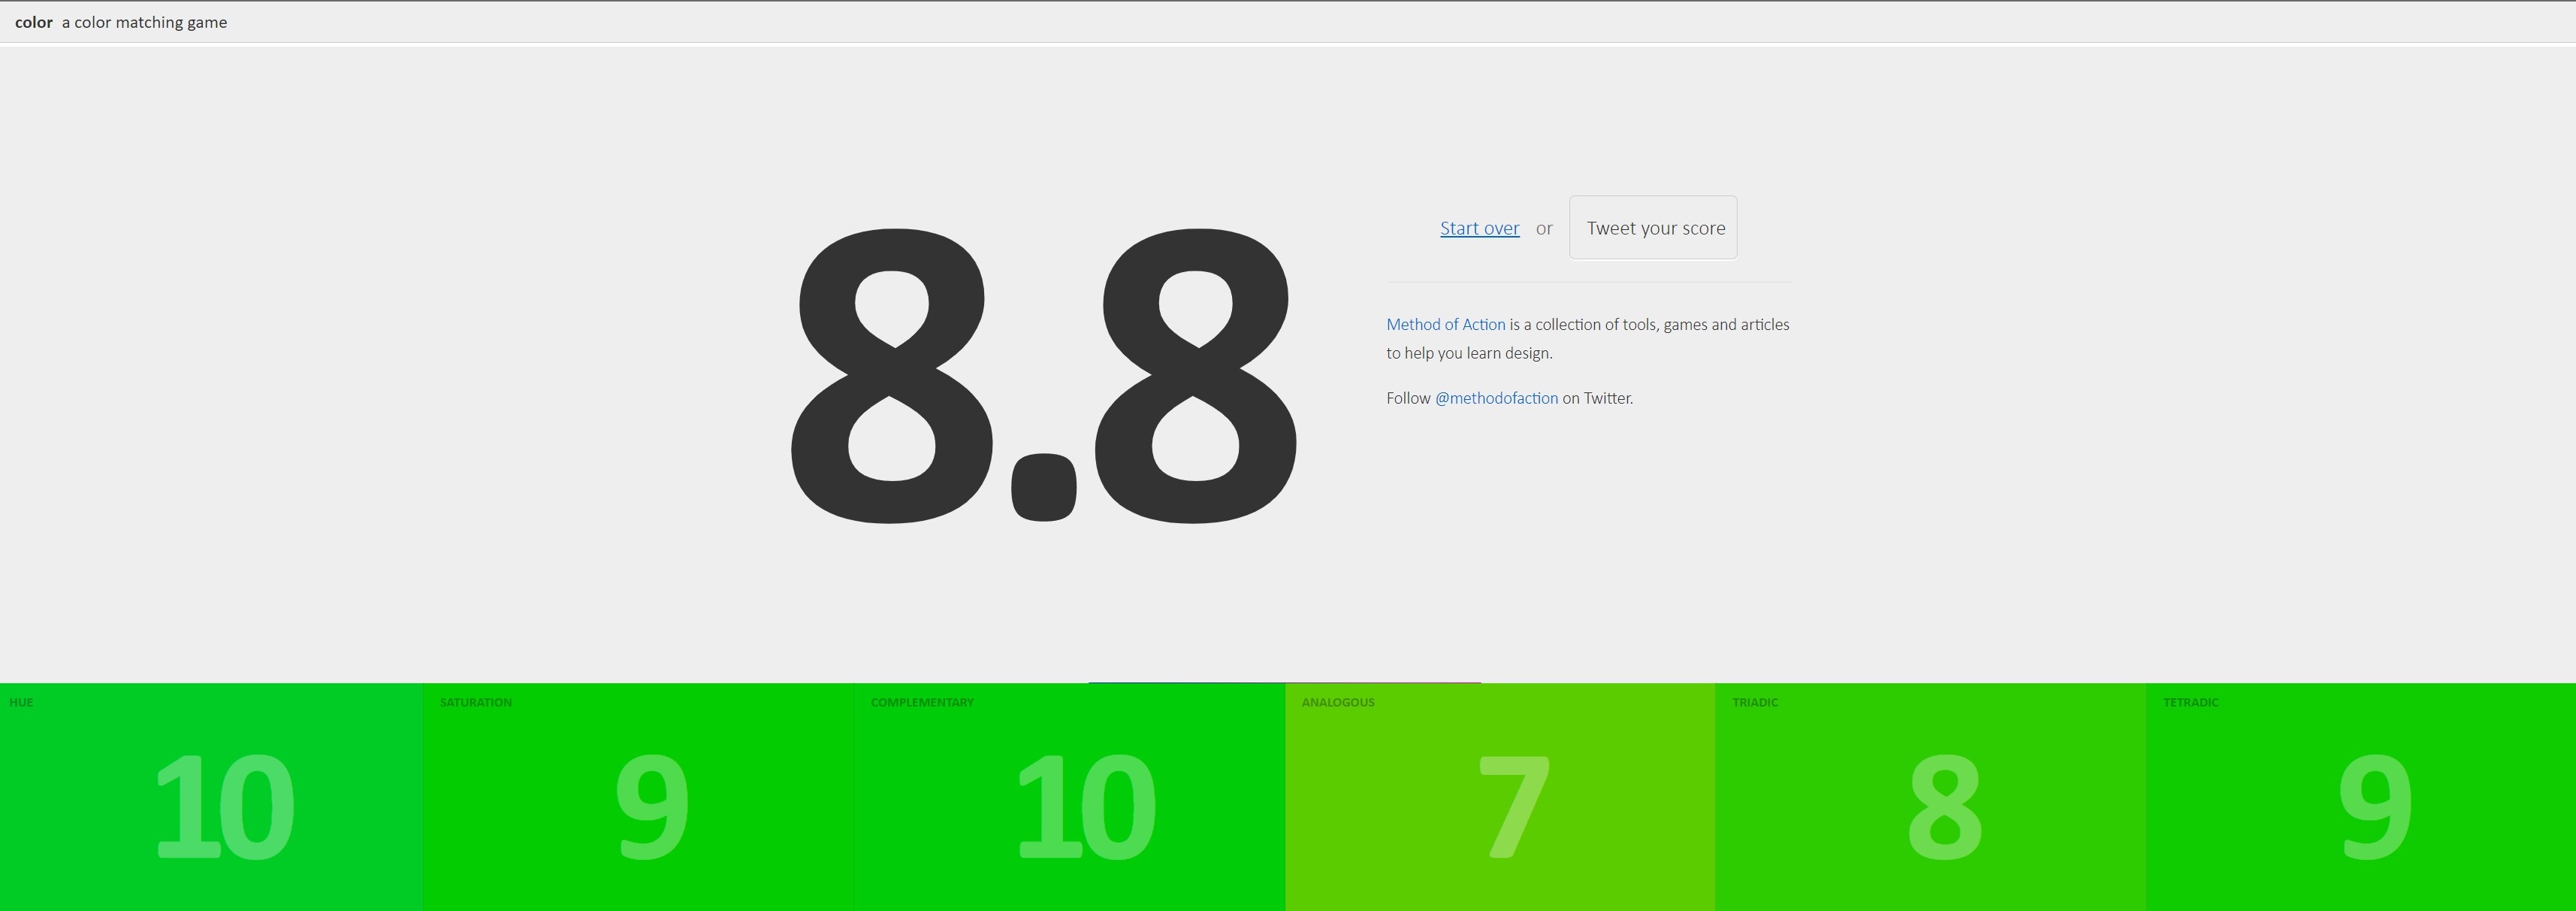 color a color matching game
8.8
Start over or Tweet your score
Method of Action is a collection of tools, games and articles
to help you learn design.
Follow @methodofaction on Twitter.
HUE
10
SATURATION
9
COMPLEMENTARY
10
ANALOGOUS
7
TRIADIC
8
TETRADIC
9